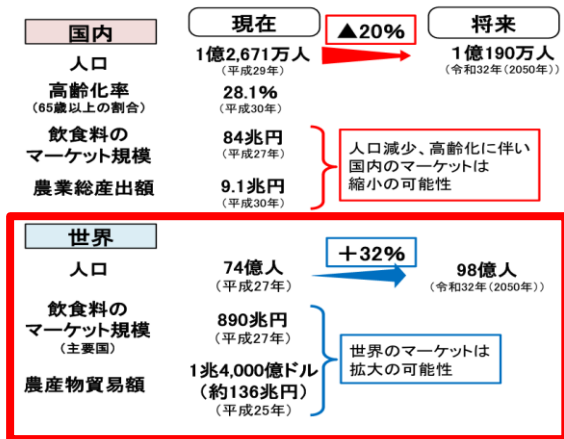 国内
現在
▲20%
将来
人口
1億2,671万人
(平成29年)
1億190万人
(令和32年(2050年))
高齢化率
(65歳以上の割合)
28.1%
(平成30年)
飲食料の
マーケット規模
84兆円
(平成27年)
農業総産出額
9.1兆円
(平成30年)
人口減少、高齢化に伴い
国内のマーケットは
縮小の可能性
世界
人口
74億人
(平成27年)
+32%
98億人
(令和32年(2050年))
飲食料の
マーケット規模
(主要国)
890兆円
(平成27年)
農産物貿易額
1兆4,000億ドル
(約136兆円)
(平成25年)
世界のマーケットは
拡大の可能性